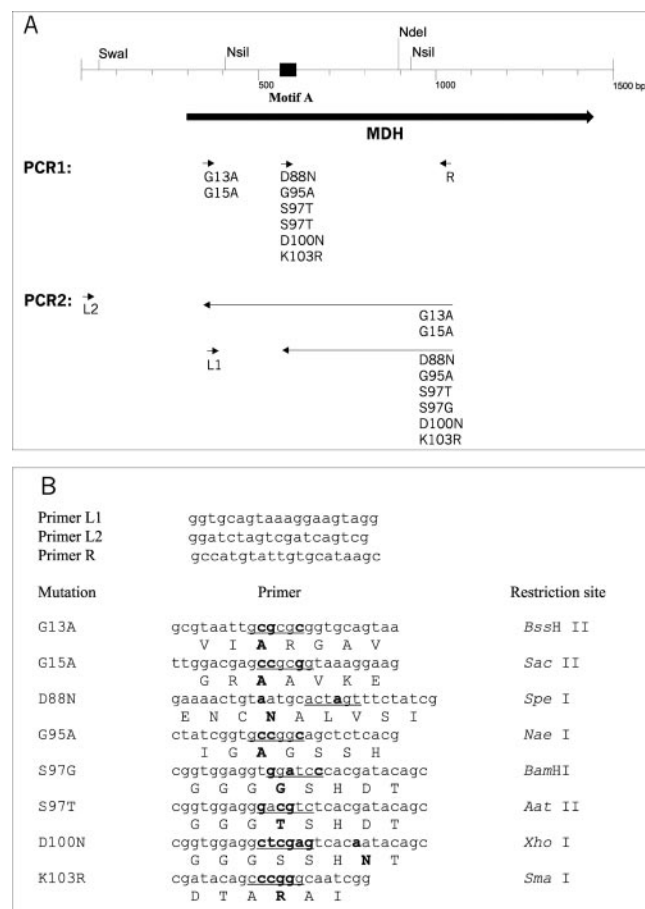 A
NdeI
SwaI NsiI NsiI
500 1000 1500 bp
Motif A
MDH
PCR1:
G13A D88N R
G15A G95A
S97T
S97T
D100N
K103R
PCR2:
L2
G13A
G15A
L1 D88N
G95A
S97T
S97G
D100N
K103R
B
Primer L1 ggtgcagtaaaggaagtagg
Primer L2 ggatctagtcgatcagtcg
Primer R gccatgtattgtgcataagc
Mutation Primer Restriction site
G13A gcgtaattgcgcgcggtgcagtaa BssH II
V I A R G A V
G15A ttggacgagccgcggtaaaggaag Sac II
G R A A V K E
D88N gaaaactgtaatgcactagtttctatcg Spe I
E N C N A L V S I
G95A ctatcggtgccggcagctctcacg Nae I
I G A G S S H
S97G cggtggaggtggatcccacgatacagc BamHI
G G G G S H D T
S97T cggtggagggacgtctcacgatacagc Aat II
G G G T S H D T
D100N cggtggaggctcgagtcacaatacagc Xho I
G G G S S H N T
K103R cgatacagcccgggcaatcgg Sma I
D T A R A I